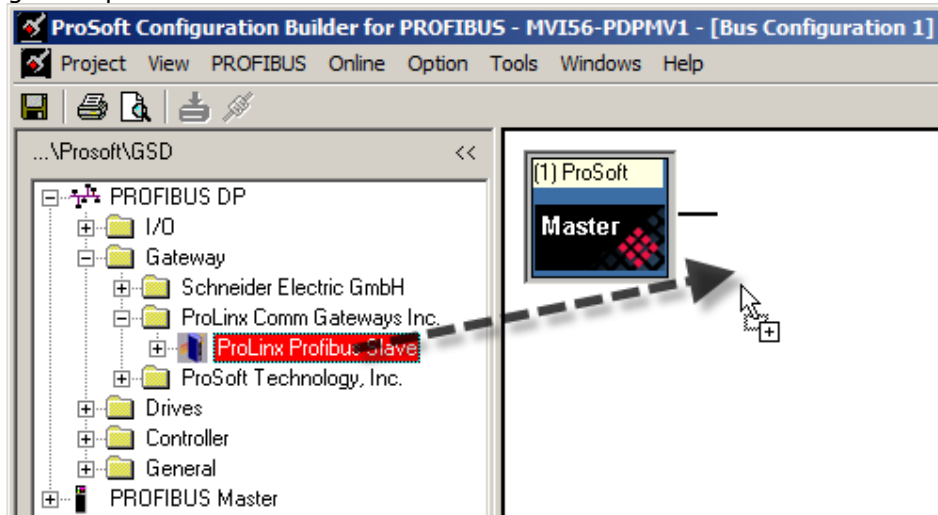 ProSoft Configuration Builder for PROFIBUS - MVI56-PDPMV1 - [Bus Configuration 1]
Project View PROFIBUS Online Option Tools Windows Help
...\Prosoft\GSD <<
PROFIBUS DP
I/O
Gateway
Schneider Electric GmbH
ProLinx Comm Gateways Inc.
ProLinx Profibus Slave
ProSoft Technology, Inc.
Drives
Controller
General
PROFIBUS Master
(1) ProSoft
Master